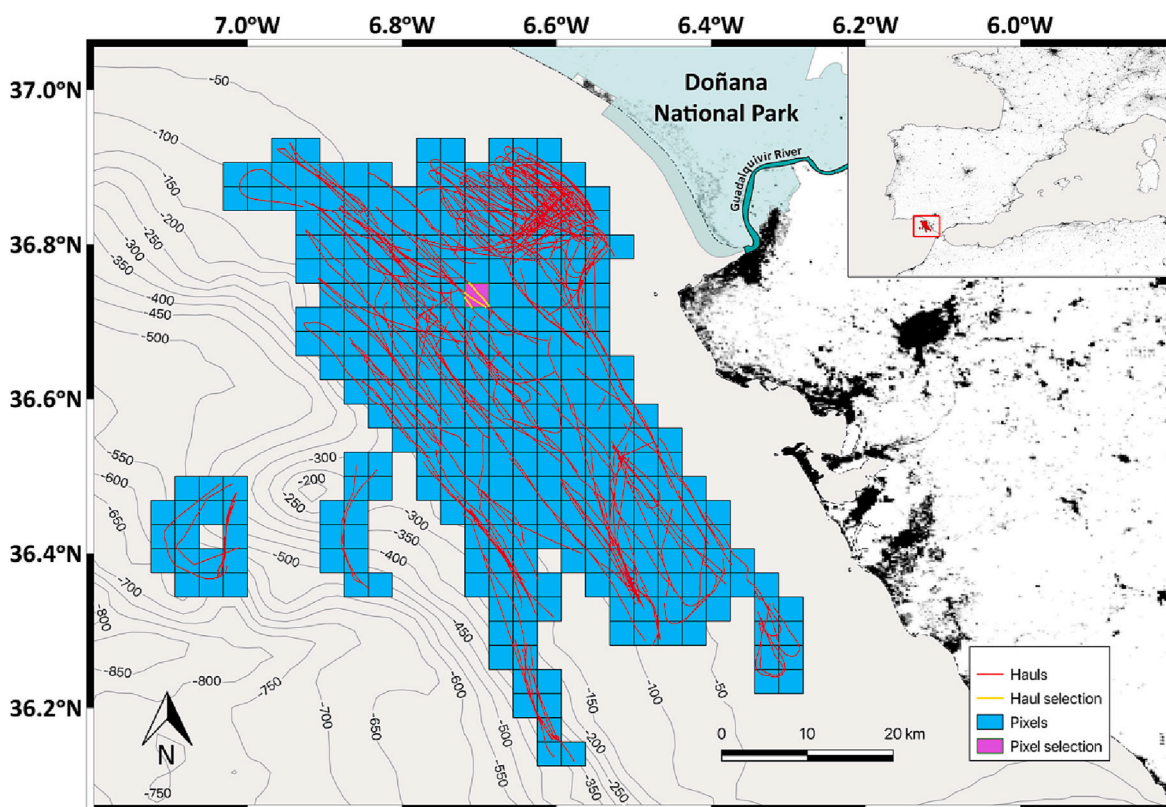 7.0°W 6.8°W 6.6°W 6.4°W 6.2°W 6.0°W
37.0°N
36.8°N
36.6°N
36.4°N
36.2°N
Doñana
National Park
Guadalquivir River
-50
-100
-150
-200
-250
-300
-350
-400
-450
-500
-550
-600
-650
-700
-800
-850
-800
-750
-750
-300
-200
-250
-500
-300
-350
-400
-450
-600
-650
-700
-500
-550
-150
-200
-250
-350
-100
-50
N
0 10 20 km
Hauls
Haul selection
Pixels
Pixel selection